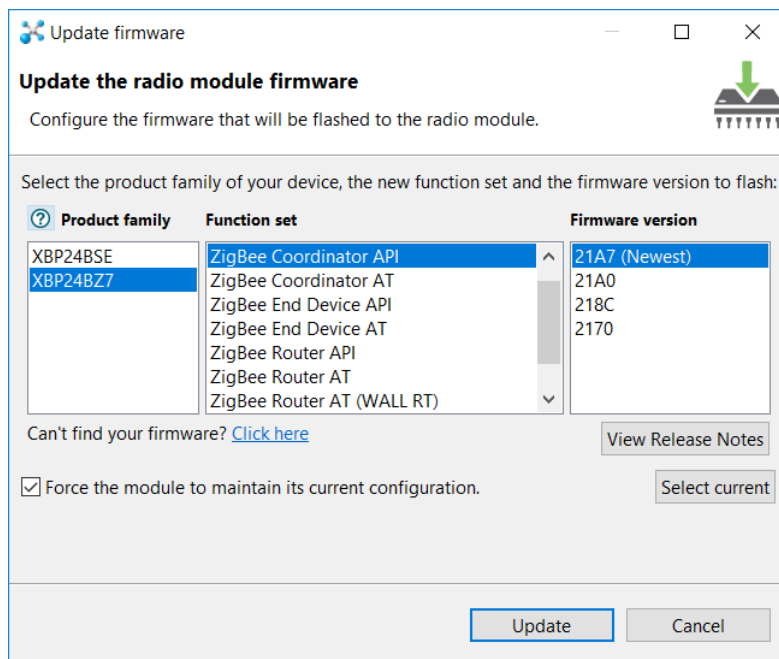 Update firmware
Update the radio module firmware
Configure the firmware that will be flashed to the radio module.
Select the product family of your device, the new function set and the firmware version to flash:
? Product family
XBP24BSE
XBP24BZ7
Function set
ZigBee Coordinator API
ZigBee Coordinator AT
ZigBee End Device API
ZigBee End Device AT
ZigBee Router API
ZigBee Router AT
ZigBee Router AT (WALL RT)
Firmware version
21A7 (Newest)
21A0
218C
2170
Can't find your firmware? Click here
View Release Notes
Force the module to maintain its current configuration.
Select current
Update
Cancel